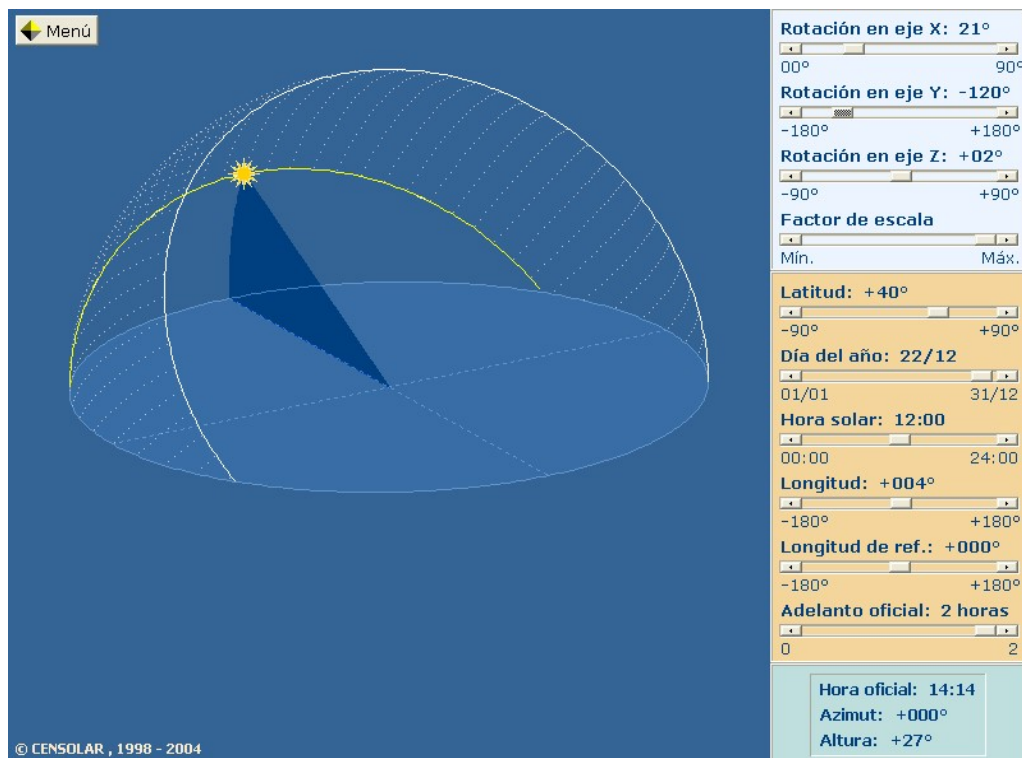 Menú
Rotación en eje X: 21°
00° 90°
Rotación en eje Y: -120°
-180° +180°
Rotación en eje Z: +02°
-90° +90°
Factor de escala
Mín. Máx.
Latitud: +40°
-90° +90°
Día del año: 22/12
01/01 31/12
Hora solar: 12:00
00:00 24:00
Longitud: +004°
-180° +180°
Longitud de ref.: +000°
-180° +180°
Adelanto oficial: 2 horas
0 2
Hora oficial: 14:14
Azimut: +000°
Altura: +27°
© CENSOLAR , 1998 - 2004